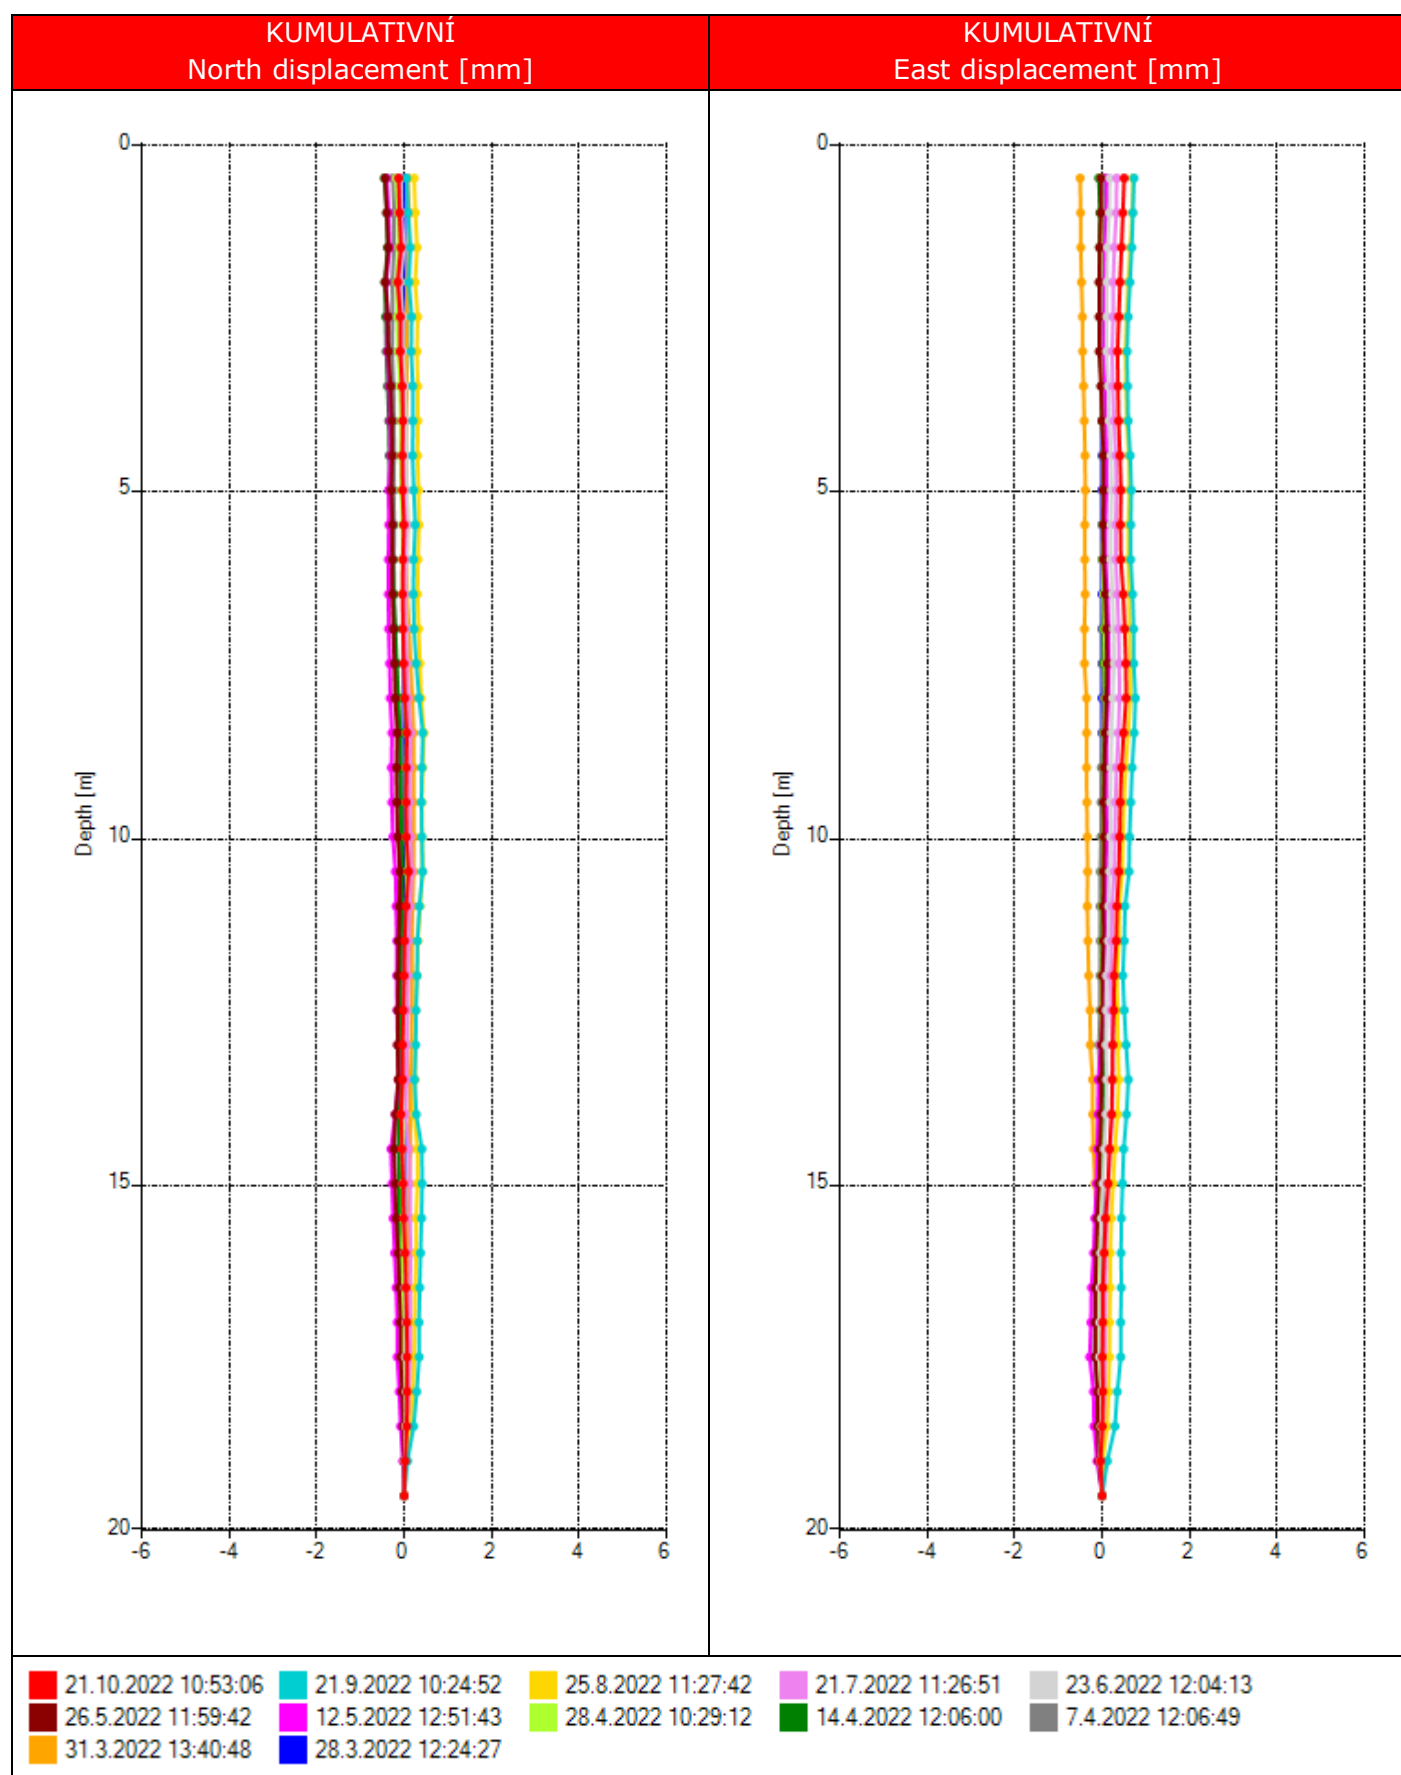 KUMULATIVNÍ
North displacement [mm]
KUMULATIVNÍ
East displacement [mm]
0
5
10
15
20
Depth [m]
-6 -4 -2 0 2 4 6
0
5
10
15
20
Depth [m]
-6 -4 -2 0 2 4 6
21.10.2022 10:53:06 21.9.2022 10:24:52 25.8.2022 11:27:42 21.7.2022 11:26:51 23.6.2022 12:04:13
26.5.2022 11:59:42 12.5.2022 12:51:43 28.4.2022 10:29:12 14.4.2022 12:06:00 7.4.2022 12:06:49
31.3.2022 13:40:48 28.3.2022 12:24:27